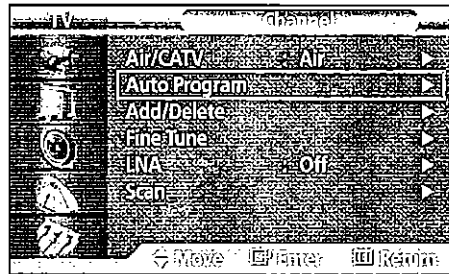 TV Channel
Air/CATV : Air
Auto Program
Add/Delete
Fine Tune
LNA : Off
Scan
Move Enter Return